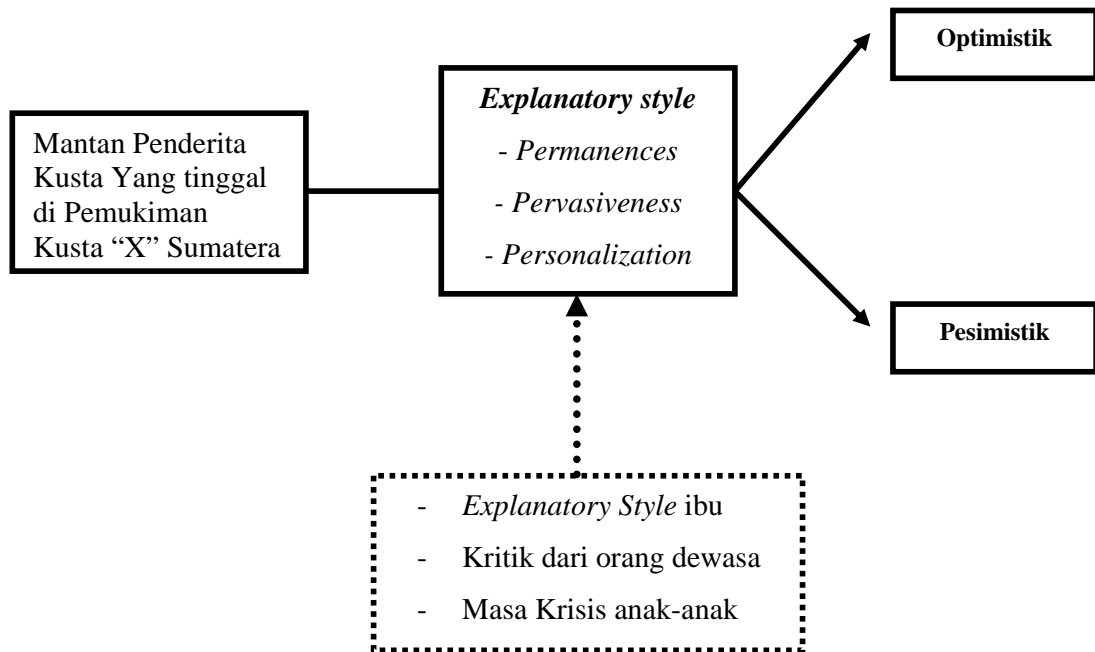 Mantan Penderita
Kusta Yang tinggal
di Pemukiman
Kusta “X” Sumatera
Explanatory style
- Permanences
- Pervasiveness
- Personalization
Optimistik
Pesimistik
- Explanatory Style ibu
- Kritik dari orang dewasa
- Masa Krisis anak-anak